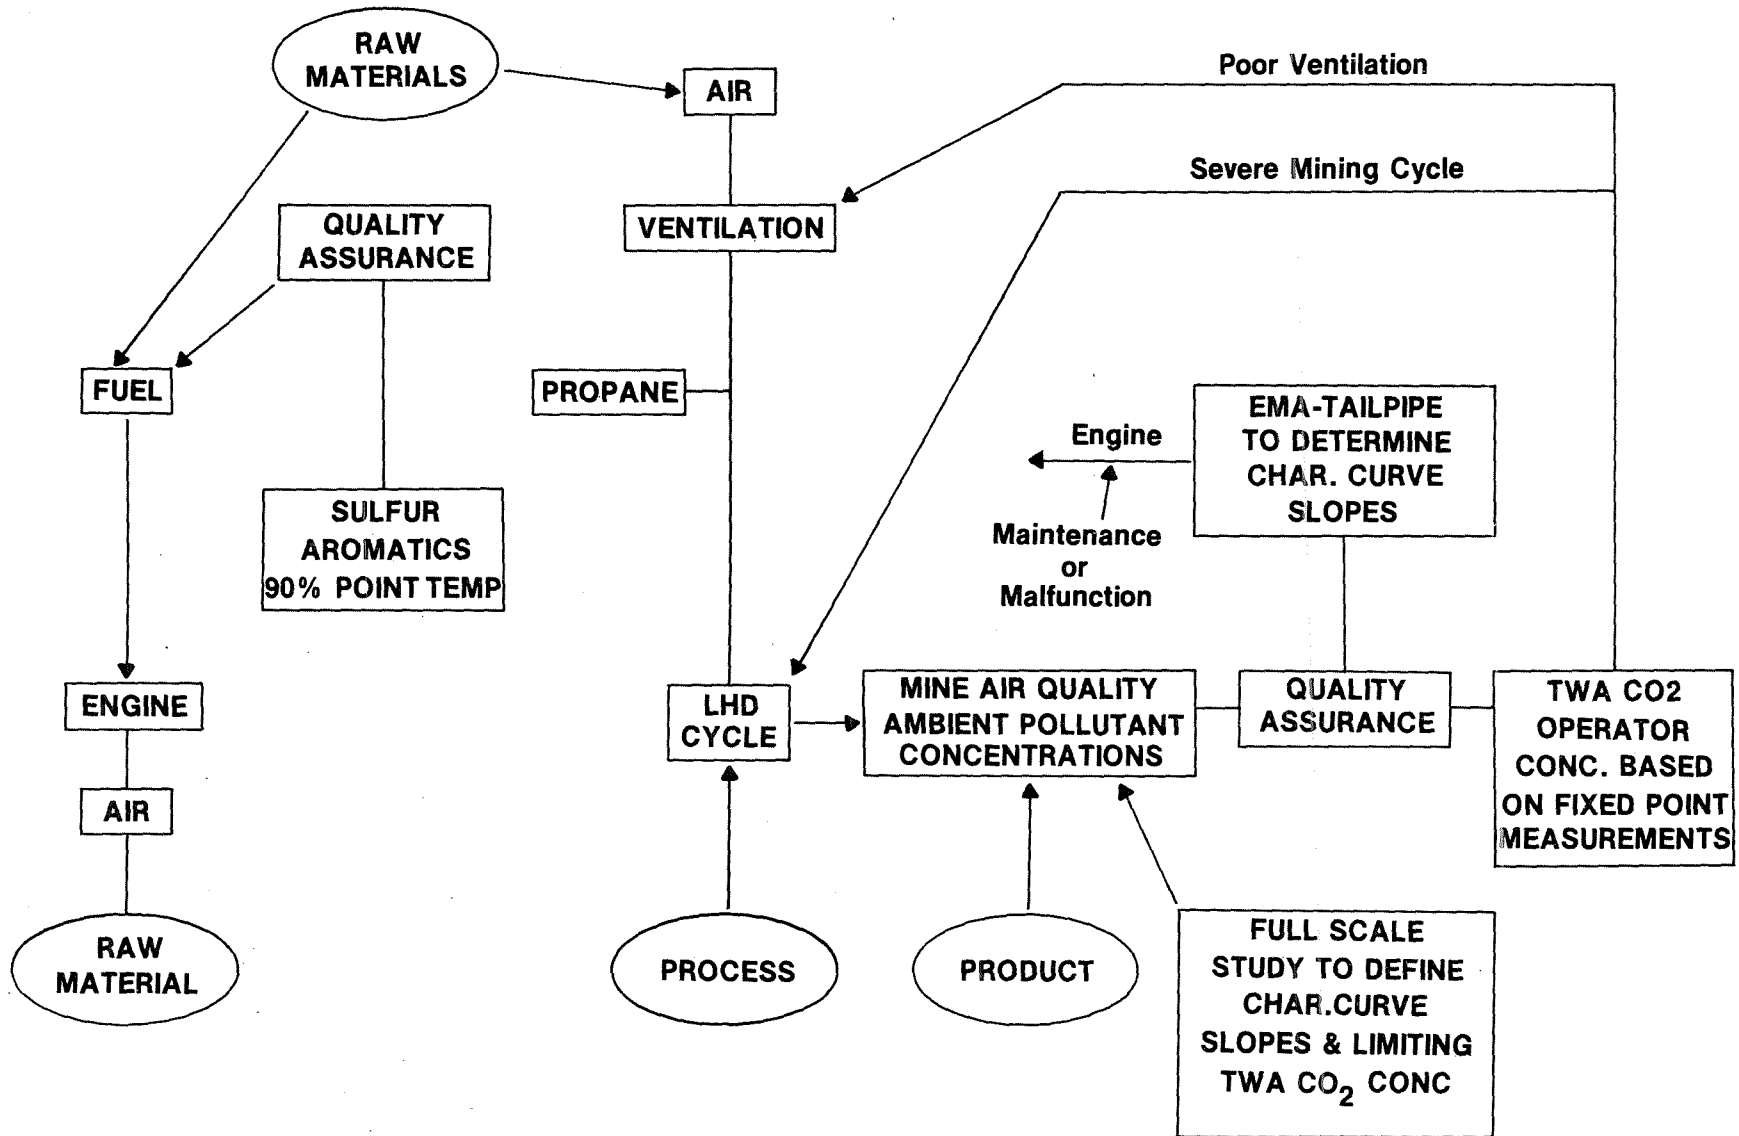 RAW
MATERIALS
AIR
Poor Ventilation
Severe Mining Cycle
QUALITY
ASSURANCE
VENTILATION
FUEL
PROPANE
SULFUR
AROMATICS
90% POINT TEMP
Engine
Maintenance
or
Malfunction
EMA-TAILPIPE
TO DETERMINE
CHAR. CURVE
SLOPES
ENGINE
AIR
RAW
MATERIAL
LHD
CYCLE
MINE AIR QUALITY
AMBIENT POLLUTANT
CONCENTRATIONS
QUALITY
ASSURANCE
TWA CO2
OPERATOR
CONC. BASED
ON FIXED POINT
MEASUREMENTS
PROCESS
PRODUCT
FULL SCALE
STUDY TO DEFINE
CHAR.CURVE
SLOPES & LIMITING
TWA CO2 CONC